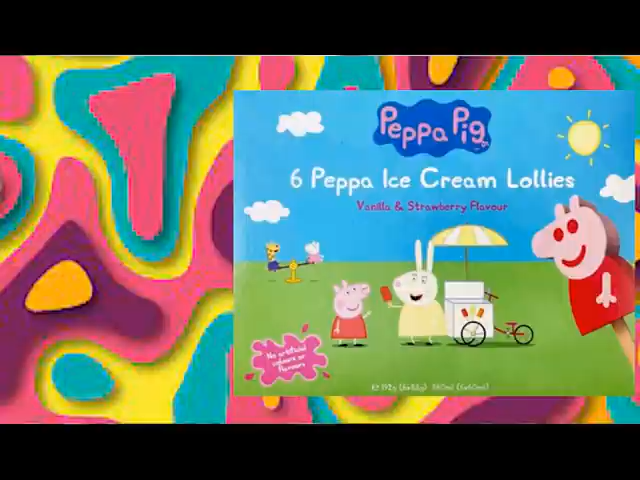 Peppa Pig
6 Peppa Ice Cream Lollies
Vanilla & Strawberry Flavour
No artificial
colours or
flavours